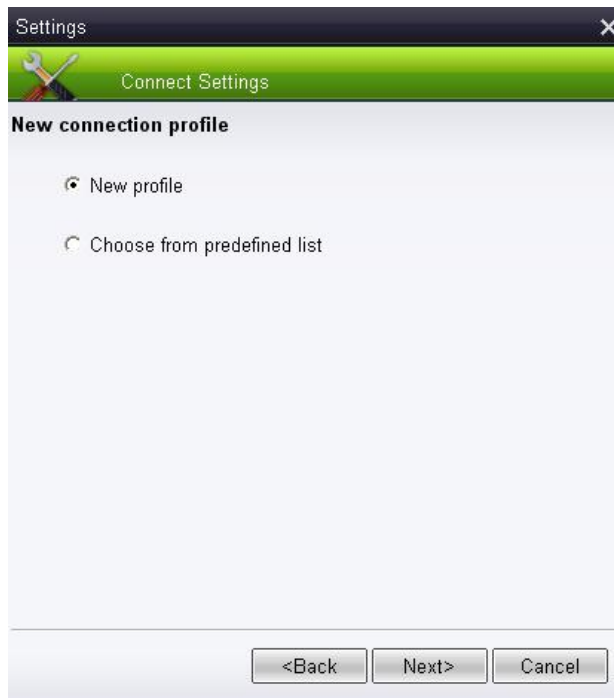 Settings
Connect Settings
New connection profile
New profile
Choose from predefined list
<Back Next> Cancel